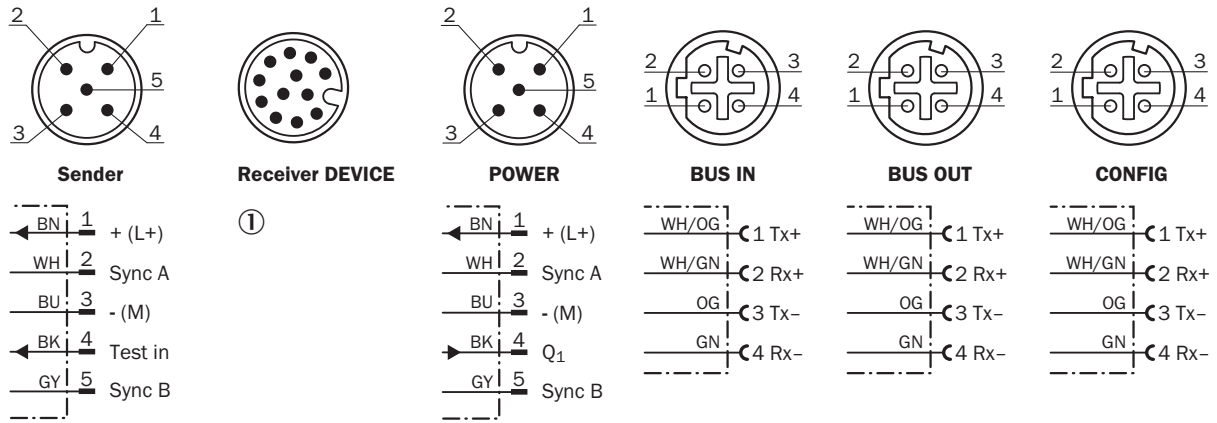 2 1
5
3 4
Sender
BN 1 + (L+)
WH 2 Sync A
BU 3 - (M)
BK 4 Test in
GY 5 Sync B
Receiver DEVICE
①
2 1
5
3 4
POWER
BN 1 + (L+)
WH 2 Sync A
BU 3 - (M)
BK 4 Q1
GY 5 Sync B
2 3
1 4
BUS IN
WH/OG 1 Tx+
WH/GN 2 Rx+
OG 3 Tx–
GN 4 Rx–
2 3
1 4
BUS OUT
WH/OG 1 Tx+
WH/GN 2 Rx+
OG 3 Tx–
GN 4 Rx–
2 3
1 4
CONFIG
WH/OG 1 Tx+
WH/GN 2 Rx+
OG 3 Tx–
GN 4 Rx–